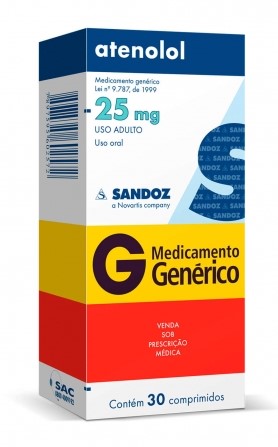 atenolol
Medicamento genérico
Lei nº 9.787, de 1999
25 mg
USO ADULTO
Uso oral
S SANDOZ
a Novartis company
G Medicamento
Genérico
VENDA
SOB
PRESCRIÇÃO
MÉDICA
Contém 30 comprimidos
SAC